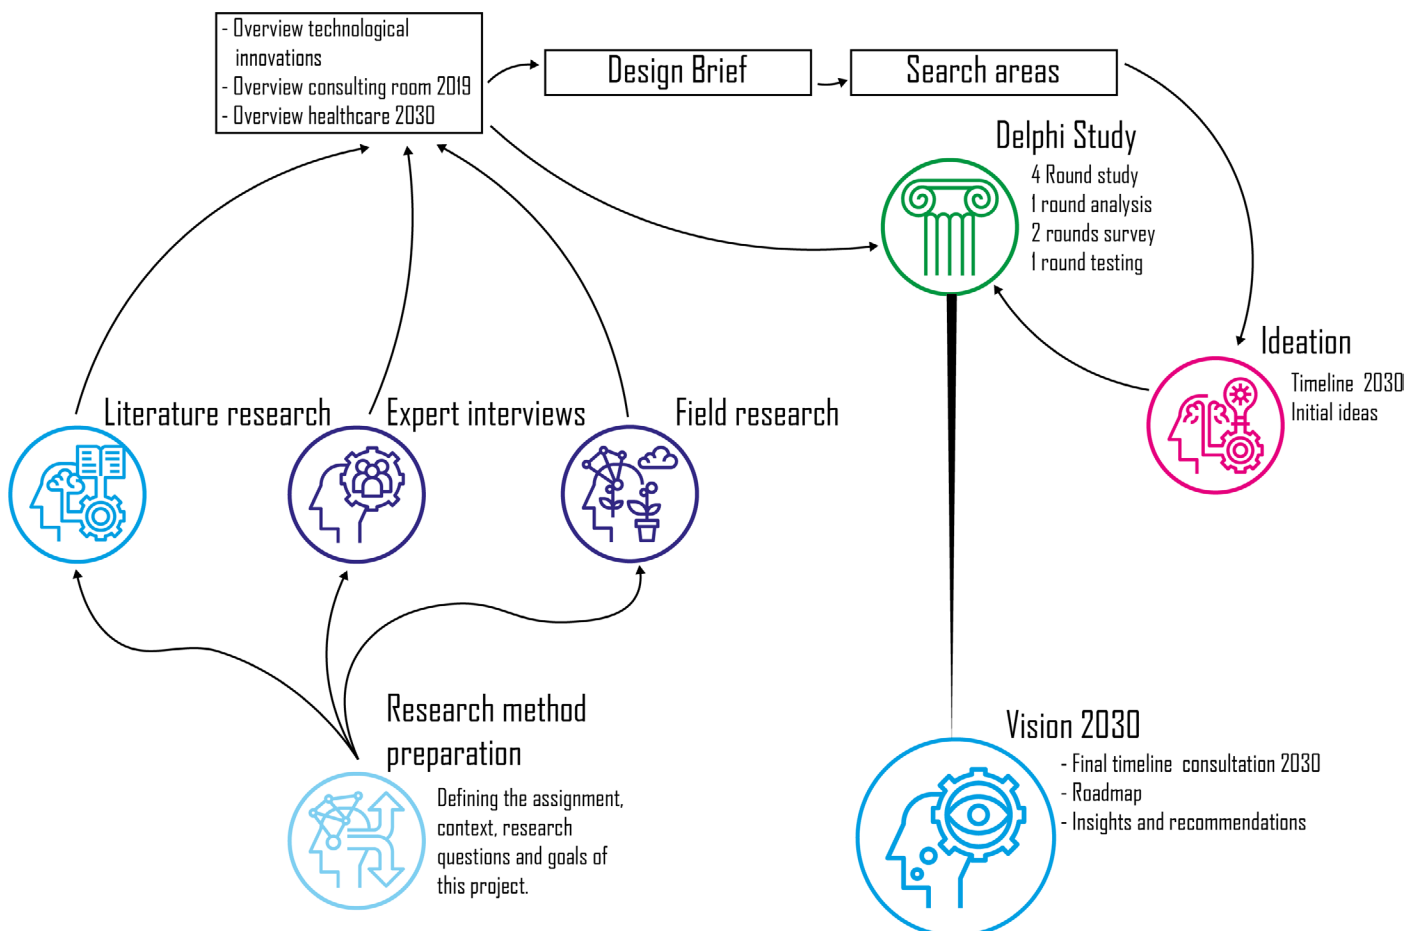 - Overview technological
innovations
- Overview consulting room 2019
- Overview healthcare 2030
Design Brief
Search areas
Delphi Study
4 Round study
1 round analysis
2 rounds survey
1 round testing
Ideation
Timeline 2030
Initial ideas
Literature research
Expert interviews
Field research
Research method
preparation
Defining the assignment,
context, research
questions and goals of
this project.
Vision 2030
- Final timeline consultation 2030
- Roadmap
- Insights and recommendations